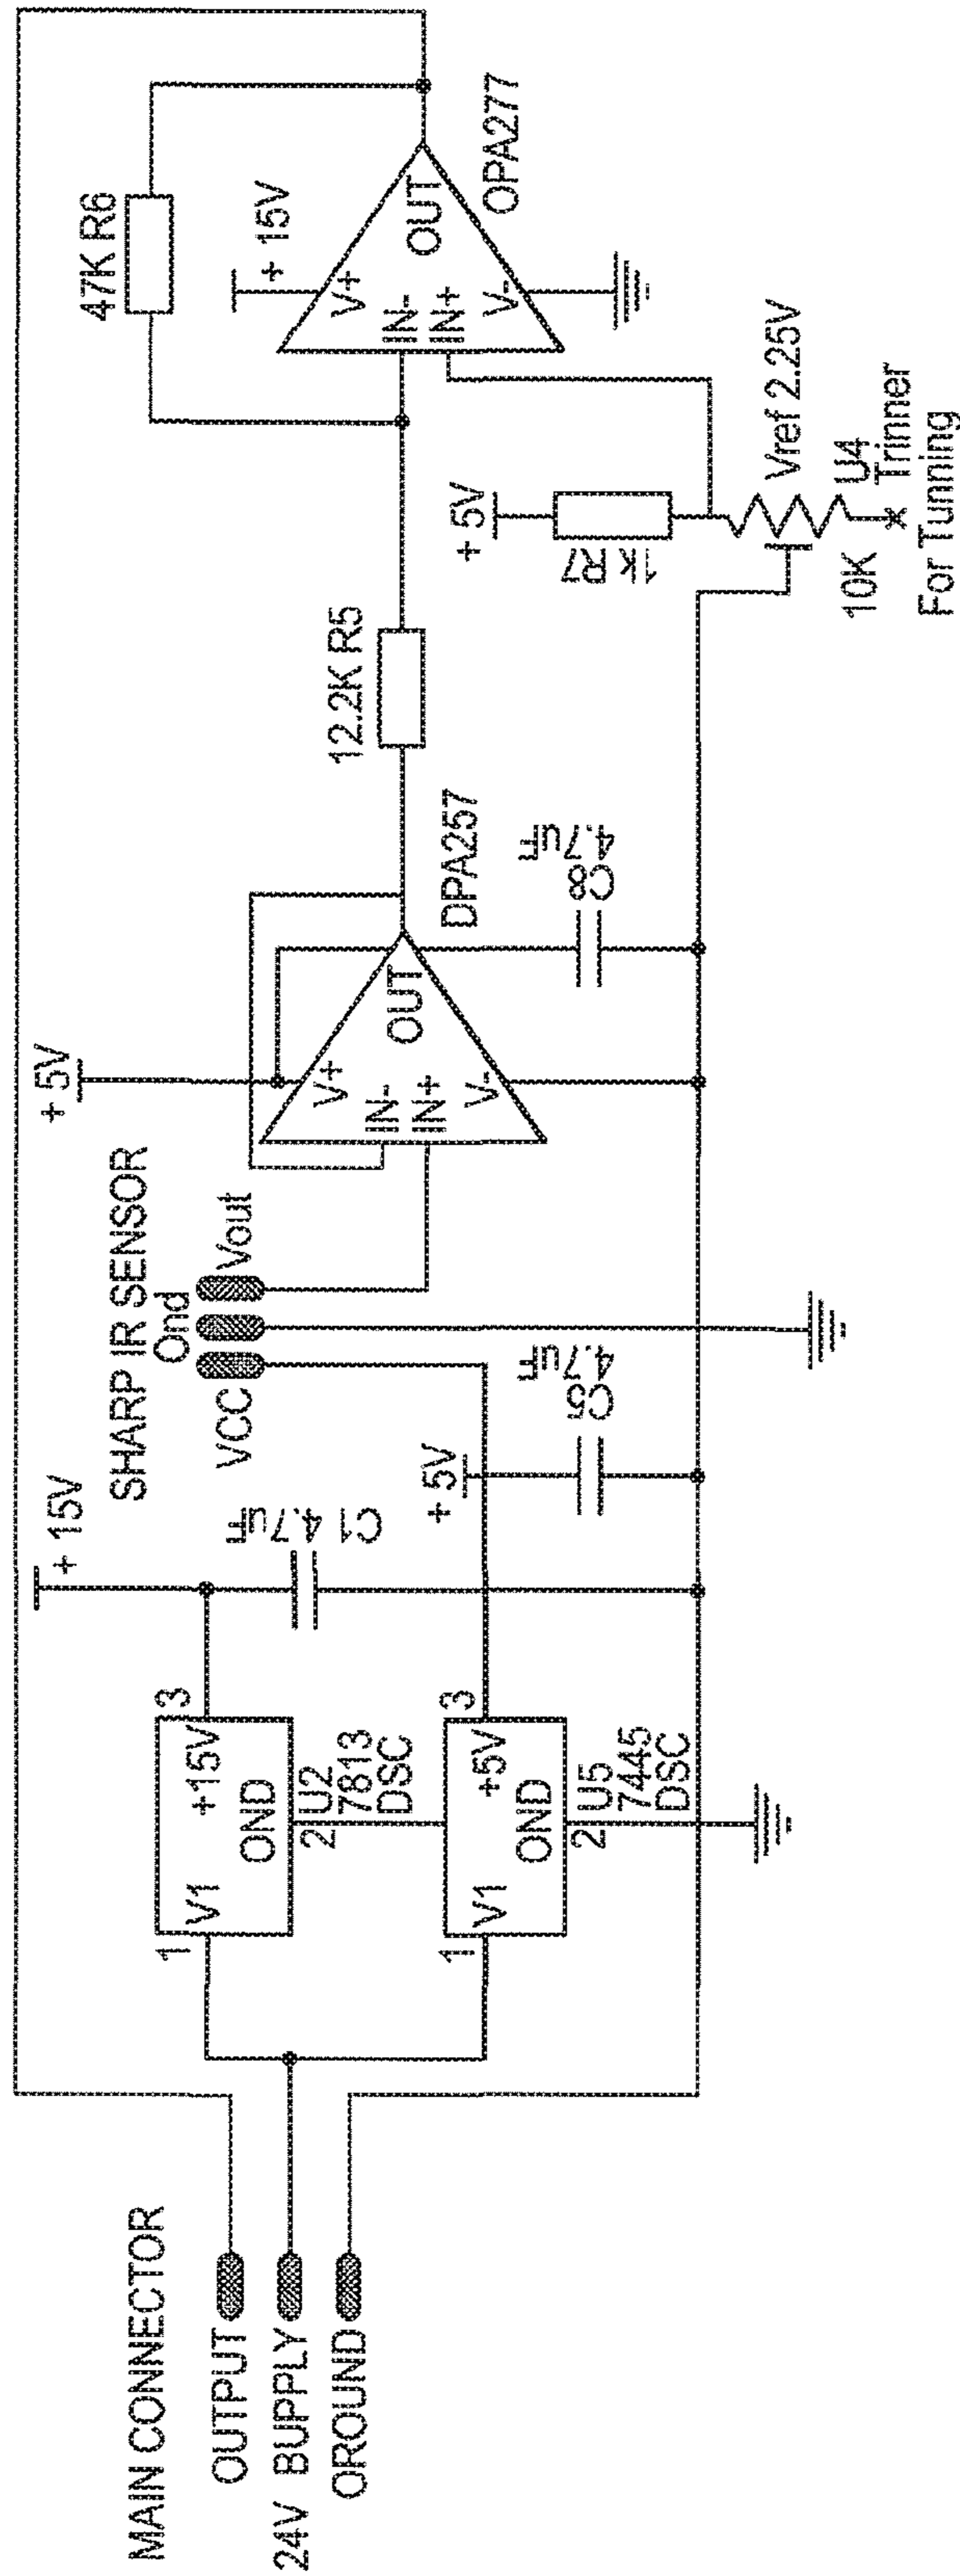 MAIN CONNECTOR
OUTPUT
24V BUPPLY
OROUND
1
V1
+15V
3
OND
2
U2
7813
DSC
1
V1
+5V
3
OND
2
U5
7445
DSC
+ 15V
C1 4.7uF
+ 5V
C5
4.7uF
SHARP IR SENSOR
VCC
Ond
Vout
+ 5V
V+
IN-
IN+
V-
OUT
DPA257
C8
4.7uF
12.2K R5
47K R6
+ 15V
V+
IN-
IN+
V-
OUT
OPA277
+ 5V
1k R7
Vref 2.25V
10K
U4
Trinner
For Tunning